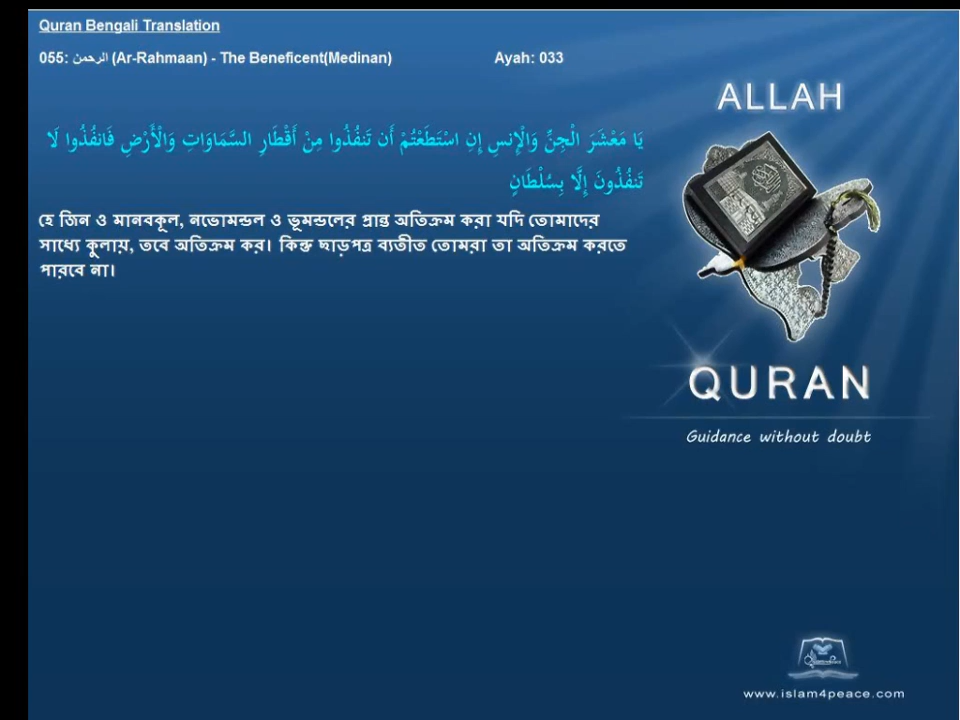 Quran Bengali Translation
055: الرحمن (Ar-Rahmaan) - The Beneficent(Medinan) Ayah: 033
ALLAH
يَا مَعْشَرَ الْجِنِّ وَالْإِنسِ إِنِ اسْتَطَعْتُمْ أَن تَنفُذُوا مِنْ أَقْطَارِ السَّمَاوَاتِ وَالْأَرْضِ فَانفُذُوا لَا
تَنفُذُونَ إِلَّا بِسُلْطَانٍ
হে জিন ও মানবকূল, নভোমন্ডল ও ভূমন্ডলের প্রান্ত অতিক্রম করা যদি তোমাদের
সাধ্যে কুলায়, তবে অতিক্রম কর। কিন্তু ছাড়পত্র ব্যতীত তোমরা তা অতিক্রম করতে
পারবে না।
QURAN
Guidance without doubt
www.islam4peace.com